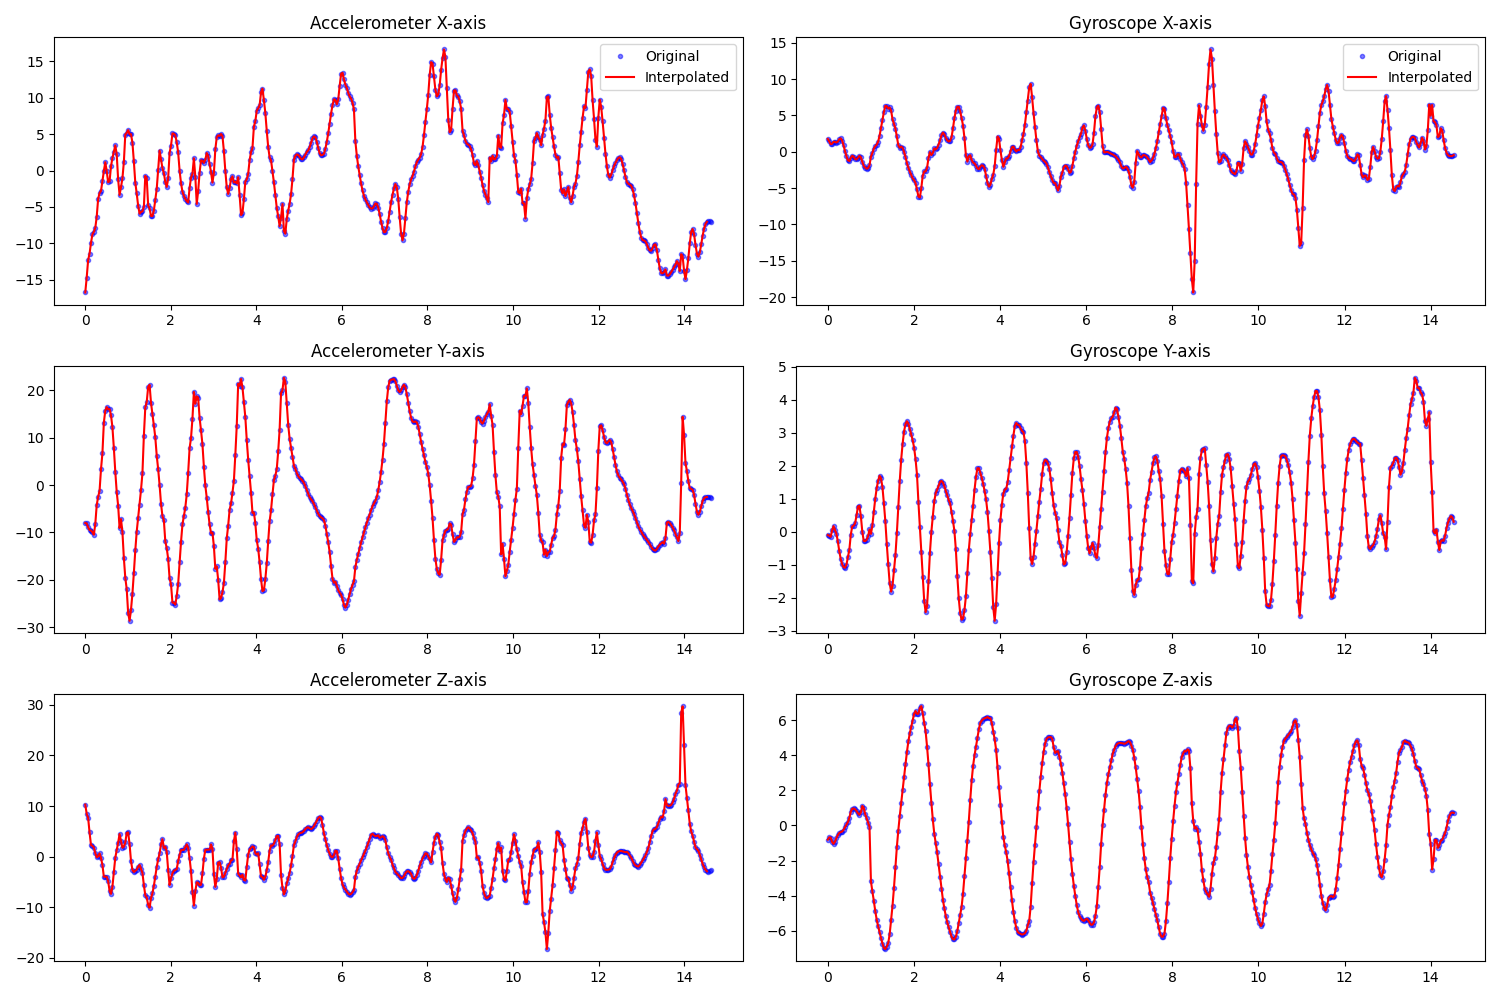 Accelerometer X-axis
Original
Interpolated
15
10
5
0
−5
−10
−15
0 2 4 6 8 10 12 14
Gyroscope X-axis
Original
Interpolated
15
10
5
0
−5
−10
−15
−20
0 2 4 6 8 10 12 14
Accelerometer Y-axis
20
10
0
−10
−20
−30
0 2 4 6 8 10 12 14
Gyroscope Y-axis
5
4
3
2
1
0
−1
−2
−3
0 2 4 6 8 10 12 14
Accelerometer Z-axis
30
20
10
0
−10
−20
0 2 4 6 8 10 12 14
Gyroscope Z-axis
6
4
2
0
−2
−4
−6
0 2 4 6 8 10 12 14